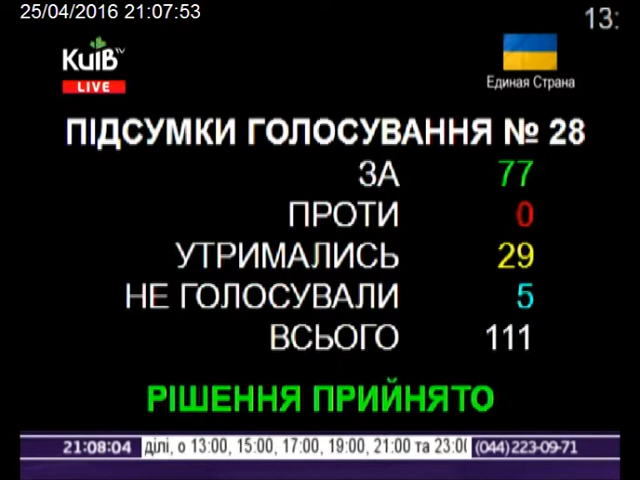 25/04/2016 21:07:53
13:
КиїВ TV
LIVE
Единая Страна
ПІДСУМКИ ГОЛОСУВАННЯ № 28
ЗА 77
ПРОТИ 0
УТРИМАЛИСЬ 29
НЕ ГОЛОСУВАЛИ 5
ВСЬОГО 111
РІШЕННЯ ПРИЙНЯТО
21:08:04 ділі, о 13:00, 15:00, 17:00, 19:00, 21:00 та 23:00 (044) 223-09-71